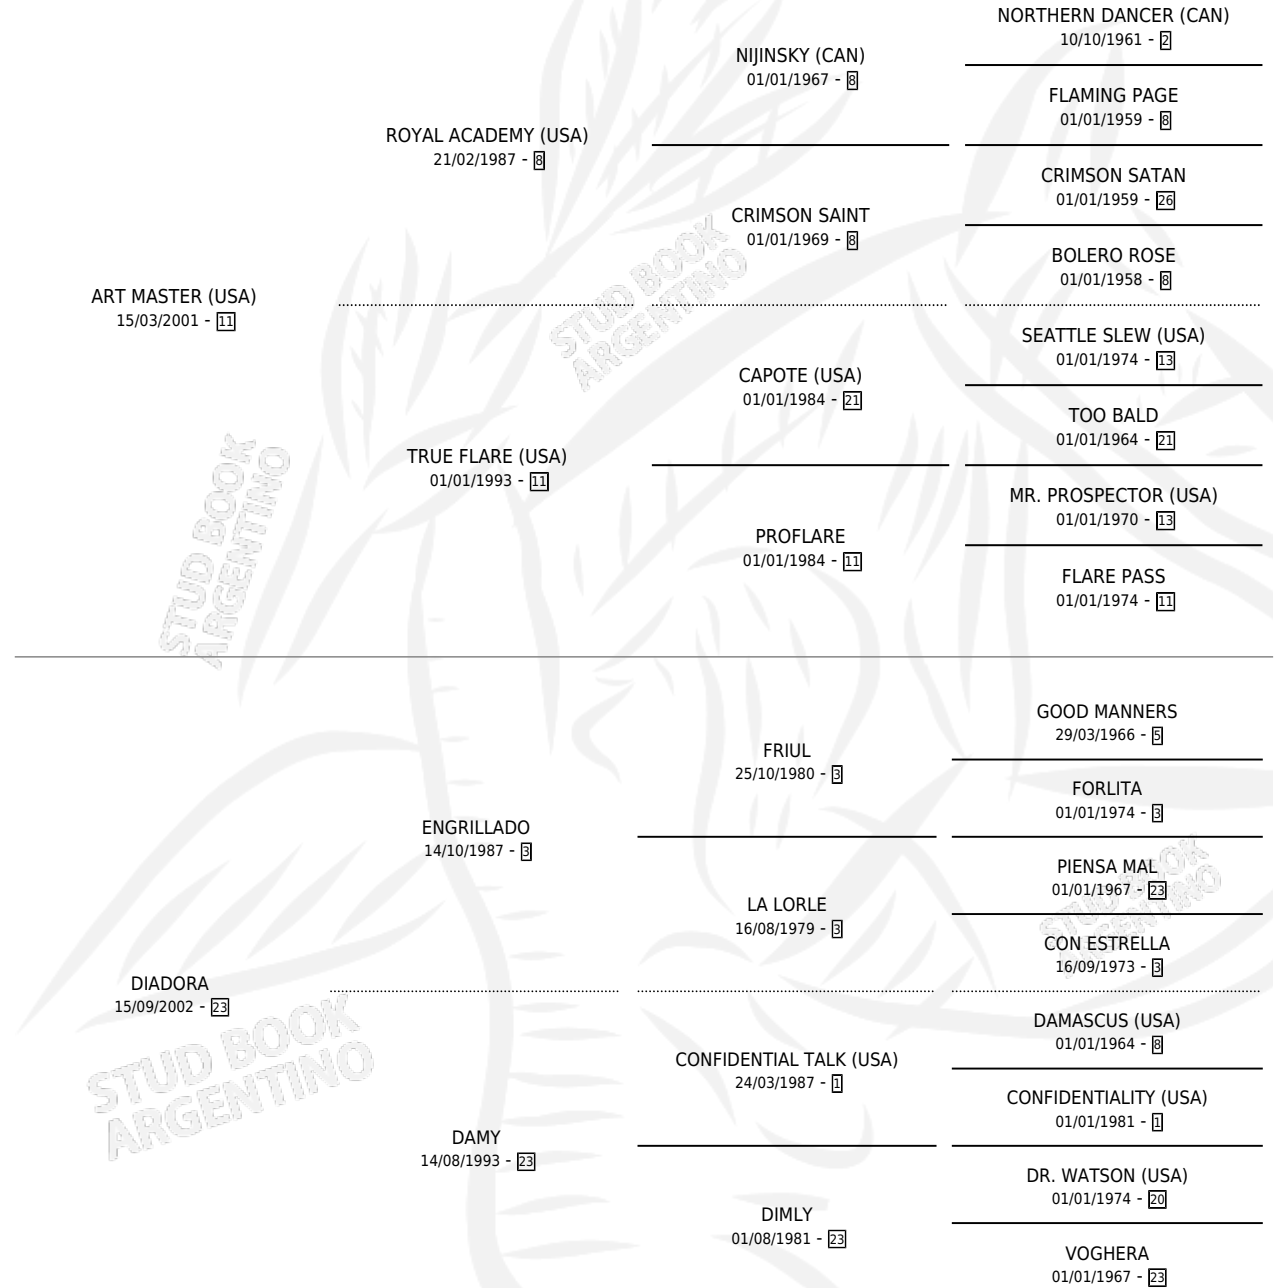 NORTHERN DANCER (CAN)
10/10/1961 - 2
NIJINSKY (CAN)
01/01/1967 - 8
FLAMING PAGE
01/01/1959 - 8
ROYAL ACADEMY (USA)
21/02/1987 - 8
CRIMSON SATAN
01/01/1959 - 26
CRIMSON SAINT
01/01/1969 - 8
BOLERO ROSE
01/01/1958 - 8
ART MASTER (USA)
15/03/2001 - 11
SEATTLE SLEW (USA)
01/01/1974 - 13
CAPOTE (USA)
01/01/1984 - 21
TOO BALD
01/01/1964 - 21
TRUE FLARE (USA)
01/01/1993 - 11
MR. PROSPECTOR (USA)
01/01/1970 - 13
PROFLARE
01/01/1984 - 11
FLARE PASS
01/01/1974 - 11
GOOD MANNERS
29/03/1966 - 5
FRIUL
25/10/1980 - 3
FORLITA
01/01/1974 - 3
ENGRILLADO
14/10/1987 - 3
PIENSA MAL
01/01/1967 - 23
LA LORLE
16/08/1979 - 3
CON ESTRELLA
16/09/1973 - 3
DIADORA
15/09/2002 - 23
DAMASCUS (USA)
01/01/1964 - 8
CONFIDENTIAL TALK (USA)
24/03/1987 - 1
CONFIDENTIALITY (USA)
01/01/1981 - 1
DAMY
14/08/1993 - 23
DR. WATSON (USA)
01/01/1974 - 20
DIMLY
01/08/1981 - 23
VOGHERA
01/01/1967 - 23
STUD BOOK
ARGENTINO
STUD BOOK
ARGENTINO
STUD BOOK
ARGENTINO
STUD BOOK
ARGENTINO